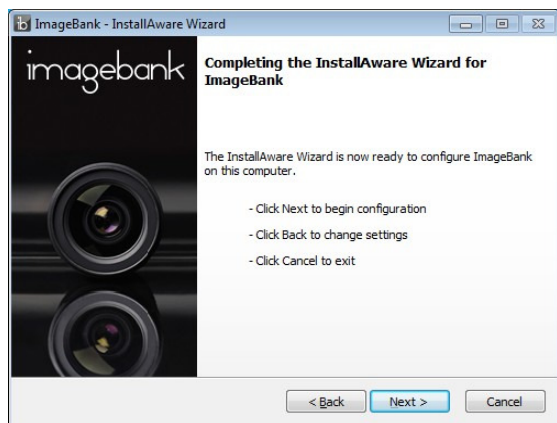 ImageBank - InstallAware Wizard
imagebank
Completing the InstallAware Wizard for
ImageBank
The InstallAware Wizard is now ready to configure ImageBank
on this computer.
- Click Next to begin configuration
- Click Back to change settings
- Click Cancel to exit
< Back
Next >
Cancel